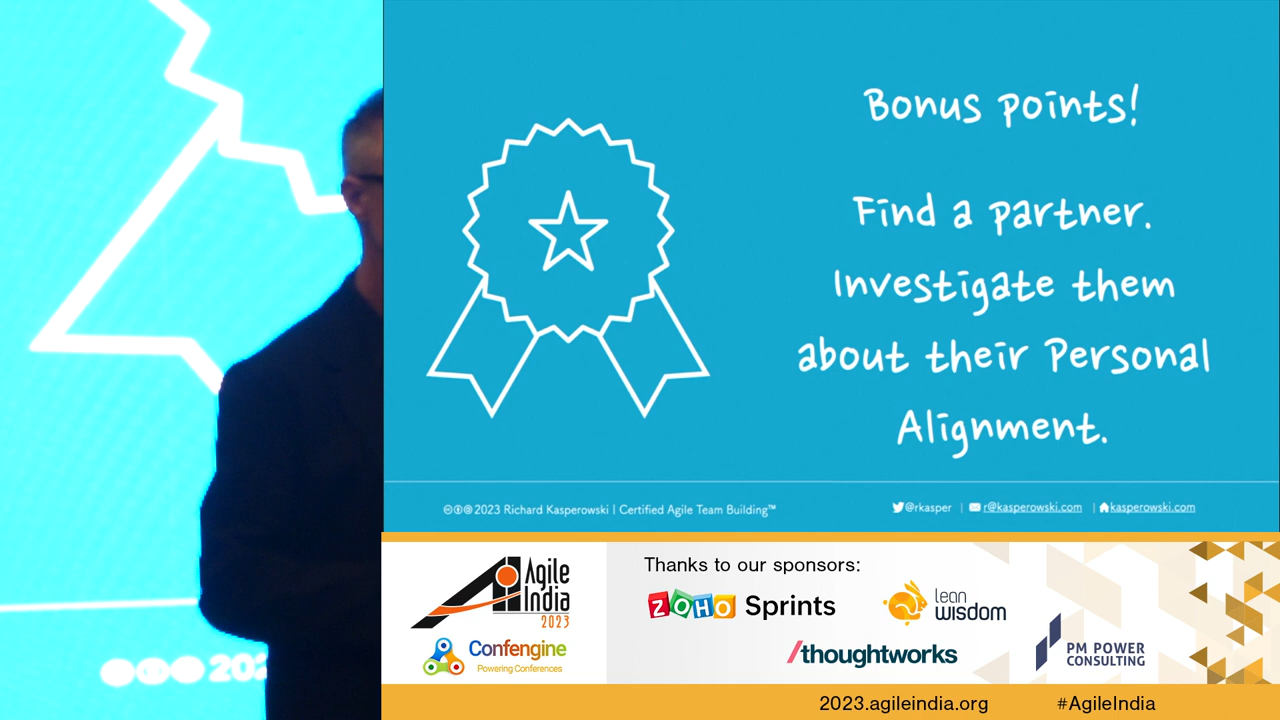 Bonus points!
Find a partner.
Investigate them
about their Personal
Alignment.
2023 Richard Kasperowski | Certified Agile Team Building™
@rkasper | r@kasperowski.com | kasperowski.com
202
Agile
India
2023
Confengine
Powering Conferences
Thanks to our sponsors:
ZOHO Sprints
lean
wisdom
/thoughtworks
PM POWER
CONSULTING
2023.agileindia.org #AgileIndia